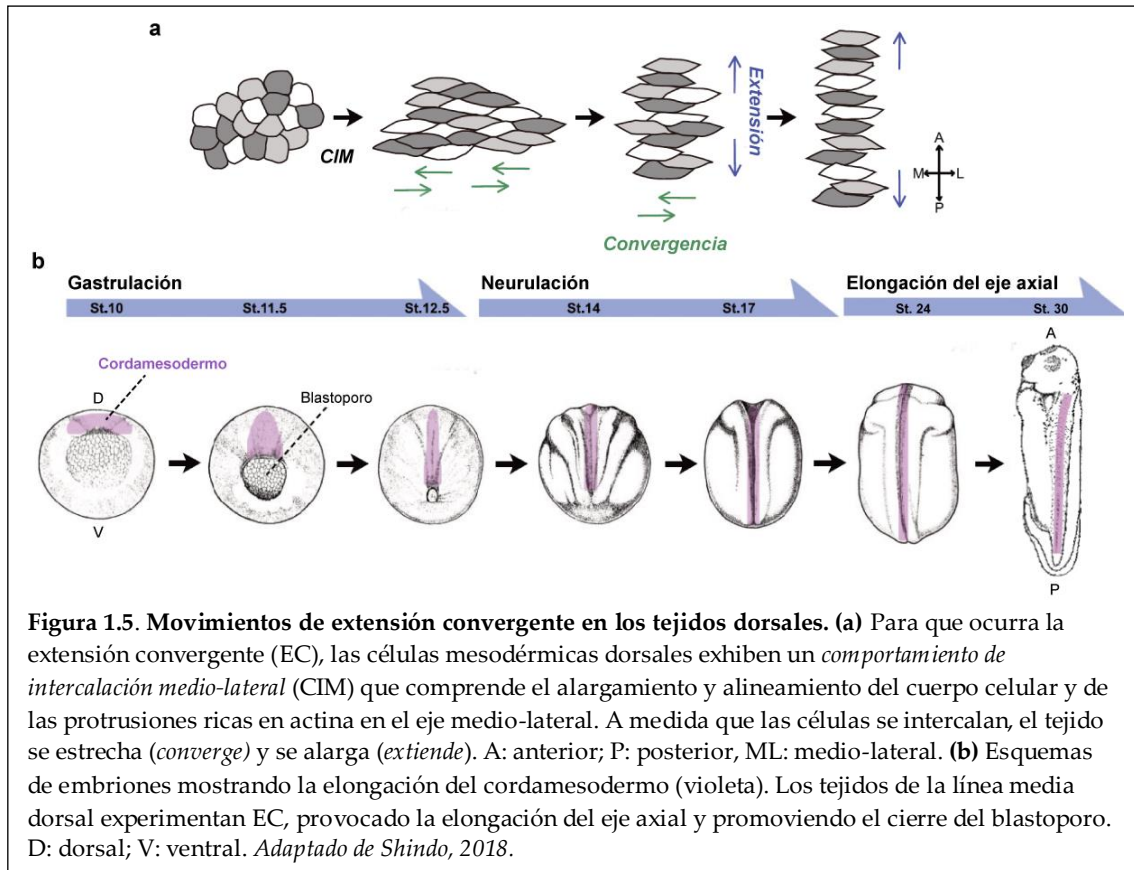 a
CIM
Convergencia
Extensión
A
M L
P
b
Gastrulación
St.10 St.11.5 St.12.5
Neurulación
St.14 St.17
Elongación del eje axial
St. 24 St. 30
Cordamesodermo
D
V
Blastoporo
A
P
Figura 1.5. Movimientos de extensión convergente en los tejidos dorsales. (a) Para que ocurra la
extensión convergente (EC), las células mesodérmicas dorsales exhiben un comportamiento de
intercalación medio-lateral (CIM) que comprende el alargamiento y alineamiento del cuerpo celular y de
las protrusiones ricas en actina en el eje medio-lateral. A medida que las células se intercalan, el tejido
se estrecha (converge) y se alarga (extiende). A: anterior; P: posterior, ML: medio-lateral. (b) Esquemas
de embriones mostrando la elongación del cordamesodermo (violeta). Los tejidos de la línea media
dorsal experimentan EC, provocado la elongación del eje axial y promoviendo el cierre del blastoporo.
D: dorsal; V: ventral. Adaptado de Shindo, 2018.